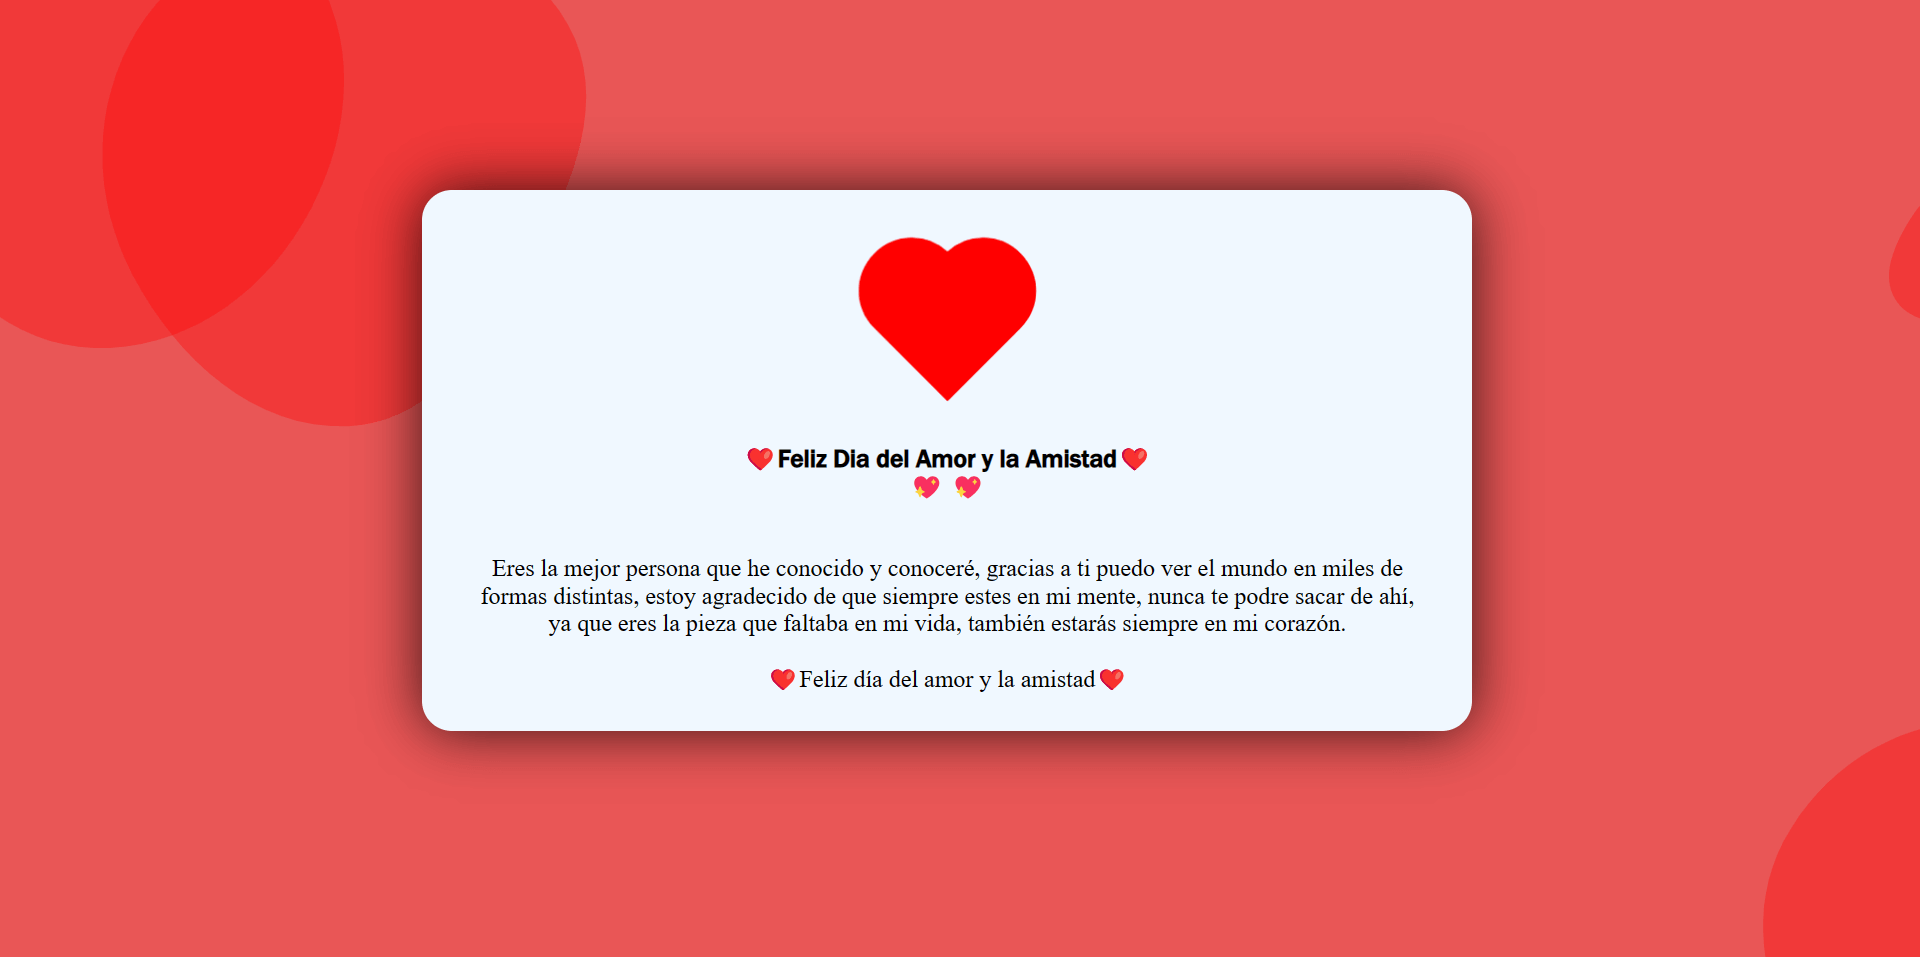 ❤️Feliz Dia del Amor y la Amistad❤️
💖 💖
Eres la mejor persona que he conocido y conoceré, gracias a ti puedo ver el mundo en miles de
formas distintas, estoy agradecido de que siempre estes en mi mente, nunca te podre sacar de ahí,
ya que eres la pieza que faltaba en mi vida, también estarás siempre en mi corazón.
❤️Feliz día del amor y la amistad❤️